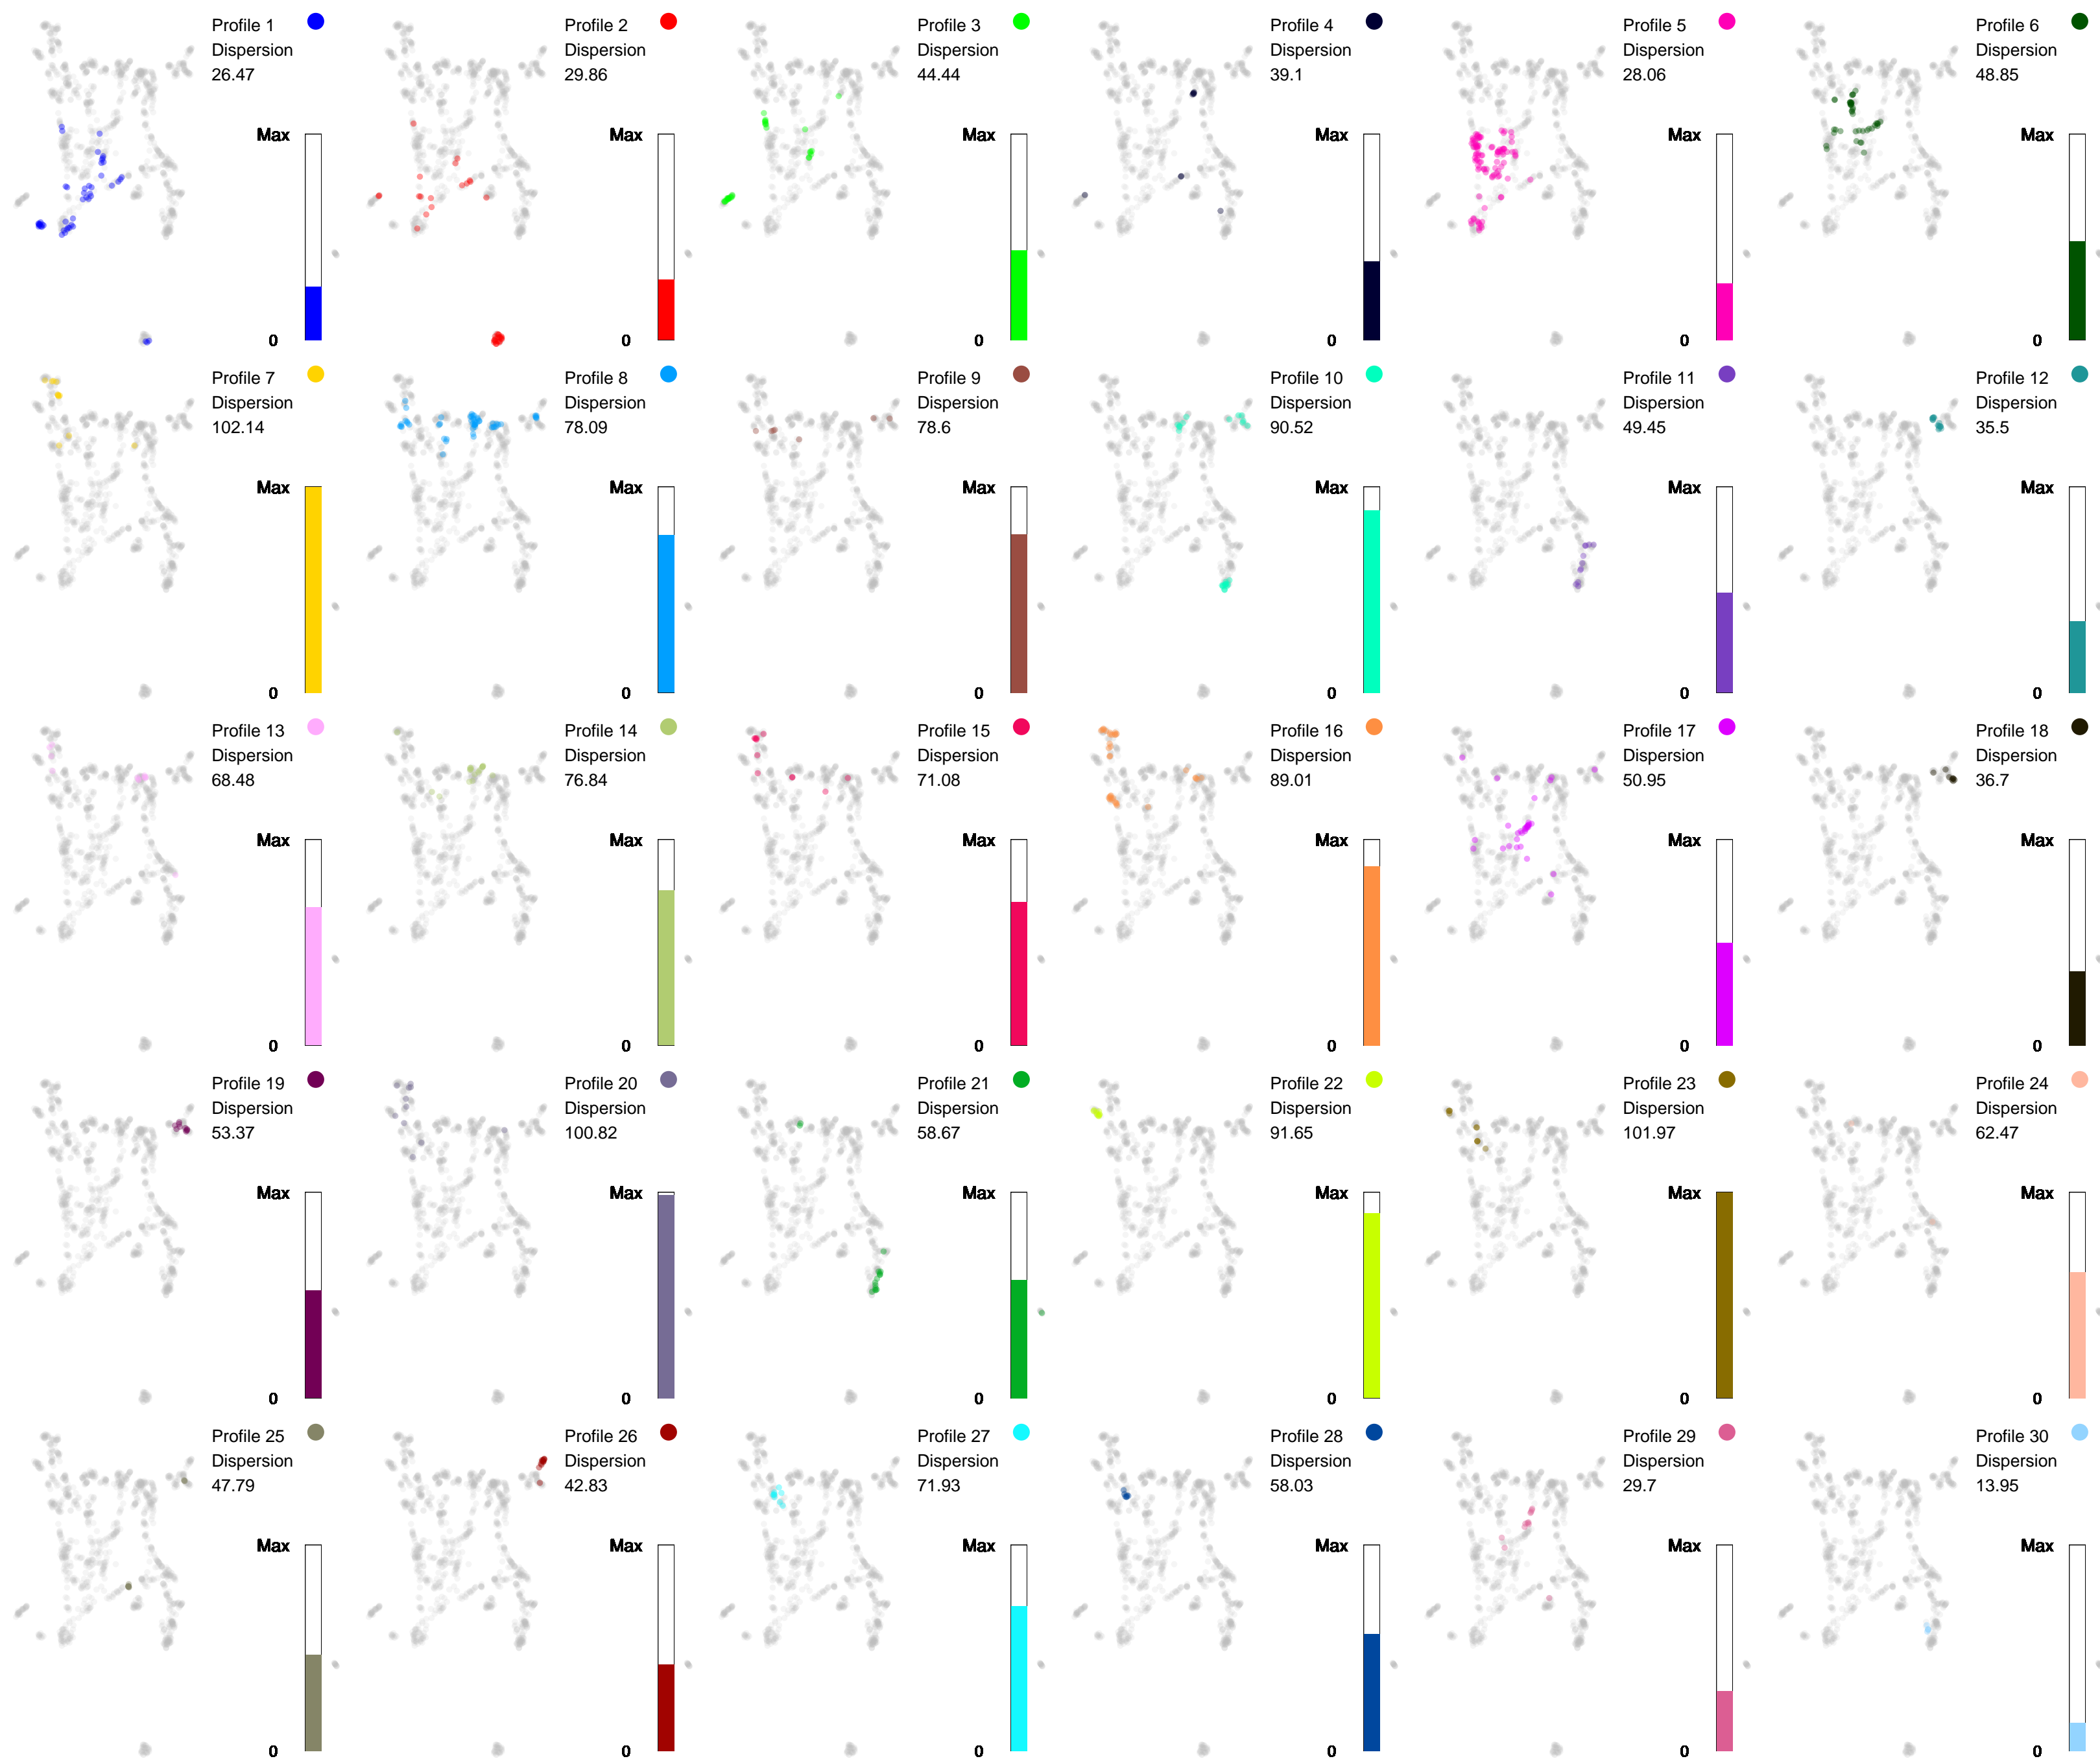 Profile 1
Dispersion
26.47
Max
0
Profile 2
Dispersion
29.86
Max
0
Profile 3
Dispersion
44.44
Max
0
Profile 4
Dispersion
39.1
Max
0
Profile 5
Dispersion
28.06
Max
0
Profile 6
Dispersion
48.85
Max
0
Profile 7
Dispersion
102.14
Max
0
Profile 8
Dispersion
78.09
Max
0
Profile 9
Dispersion
78.6
Max
0
Profile 10
Dispersion
90.52
Max
0
Profile 11
Dispersion
49.45
Max
0
Profile 12
Dispersion
35.5
Max
0
Profile 13
Dispersion
68.48
Max
0
Profile 14
Dispersion
76.84
Max
0
Profile 15
Dispersion
71.08
Max
0
Profile 16
Dispersion
89.01
Max
0
Profile 17
Dispersion
50.95
Max
0
Profile 18
Dispersion
36.7
Max
0
Profile 19
Dispersion
53.37
Max
0
Profile 20
Dispersion
100.82
Max
0
Profile 21
Dispersion
58.67
Max
0
Profile 22
Dispersion
91.65
Max
0
Profile 23
Dispersion
101.97
Max
0
Profile 24
Dispersion
62.47
Max
0
Profile 25
Dispersion
47.79
Max
0
Profile 26
Dispersion
42.83
Max
0
Profile 27
Dispersion
71.93
Max
0
Profile 28
Dispersion
58.03
Max
0
Profile 29
Dispersion
29.7
Max
0
Profile 30
Dispersion
13.95
Max
0